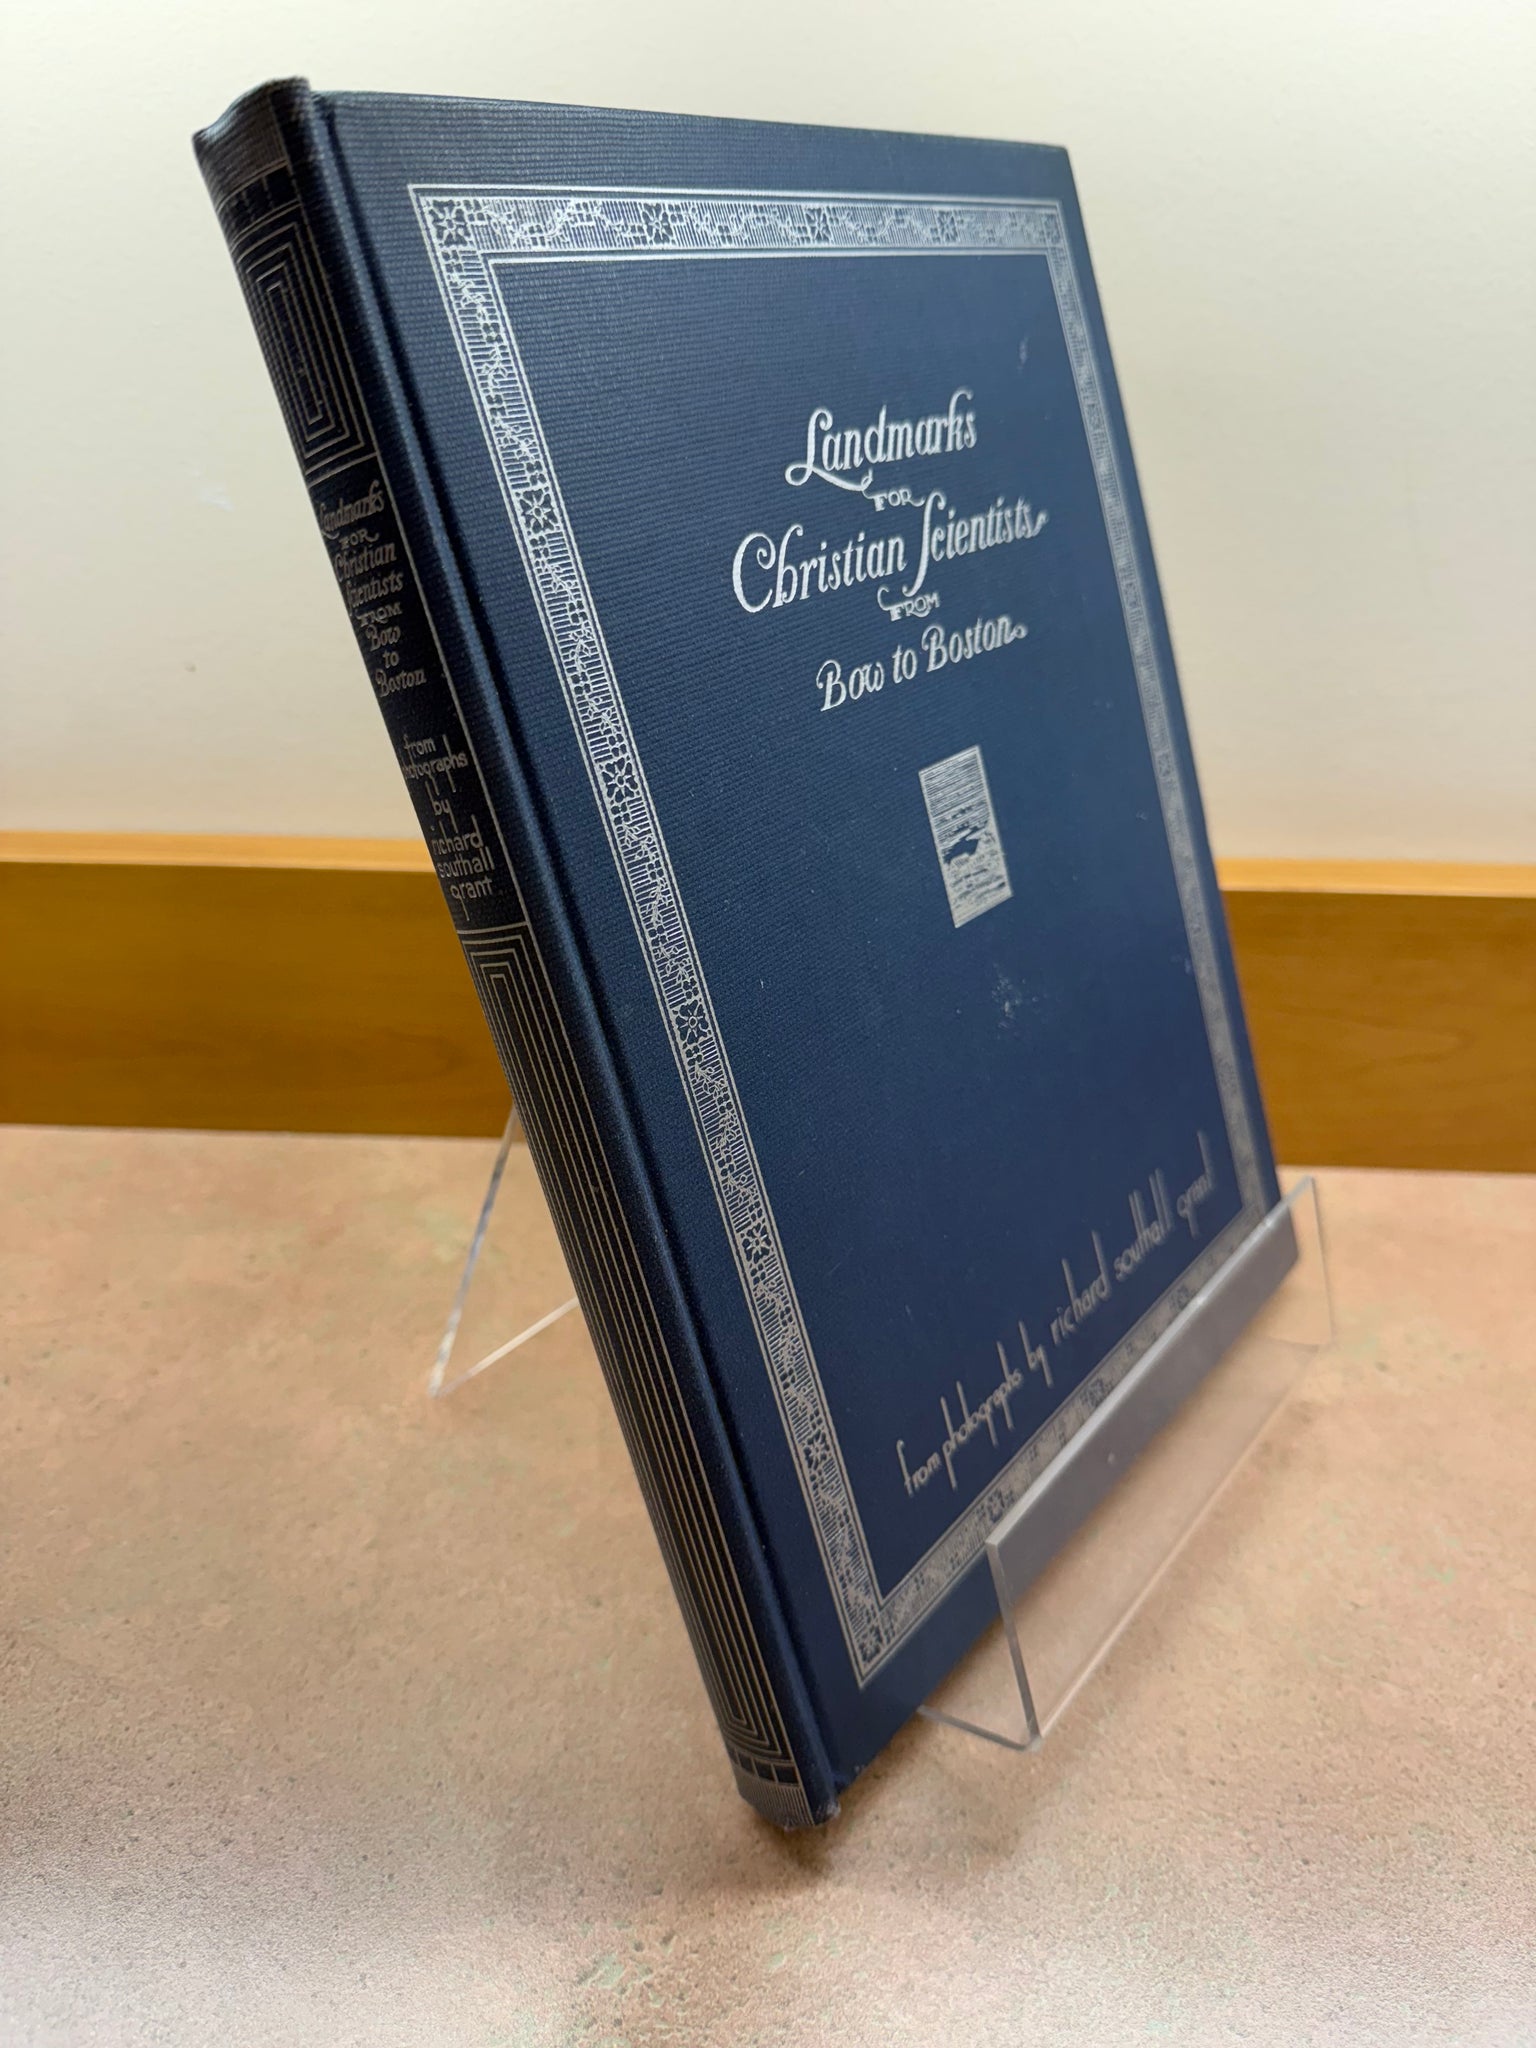 Landmarks
FOR
Christian Scientists
FROM
Bow to Boston
from photographs by richard southall grant
Landmarks
FOR
Christian
Scientists
FROM
Bow
to
Boston
from
photographs
by
richard
southall
grant